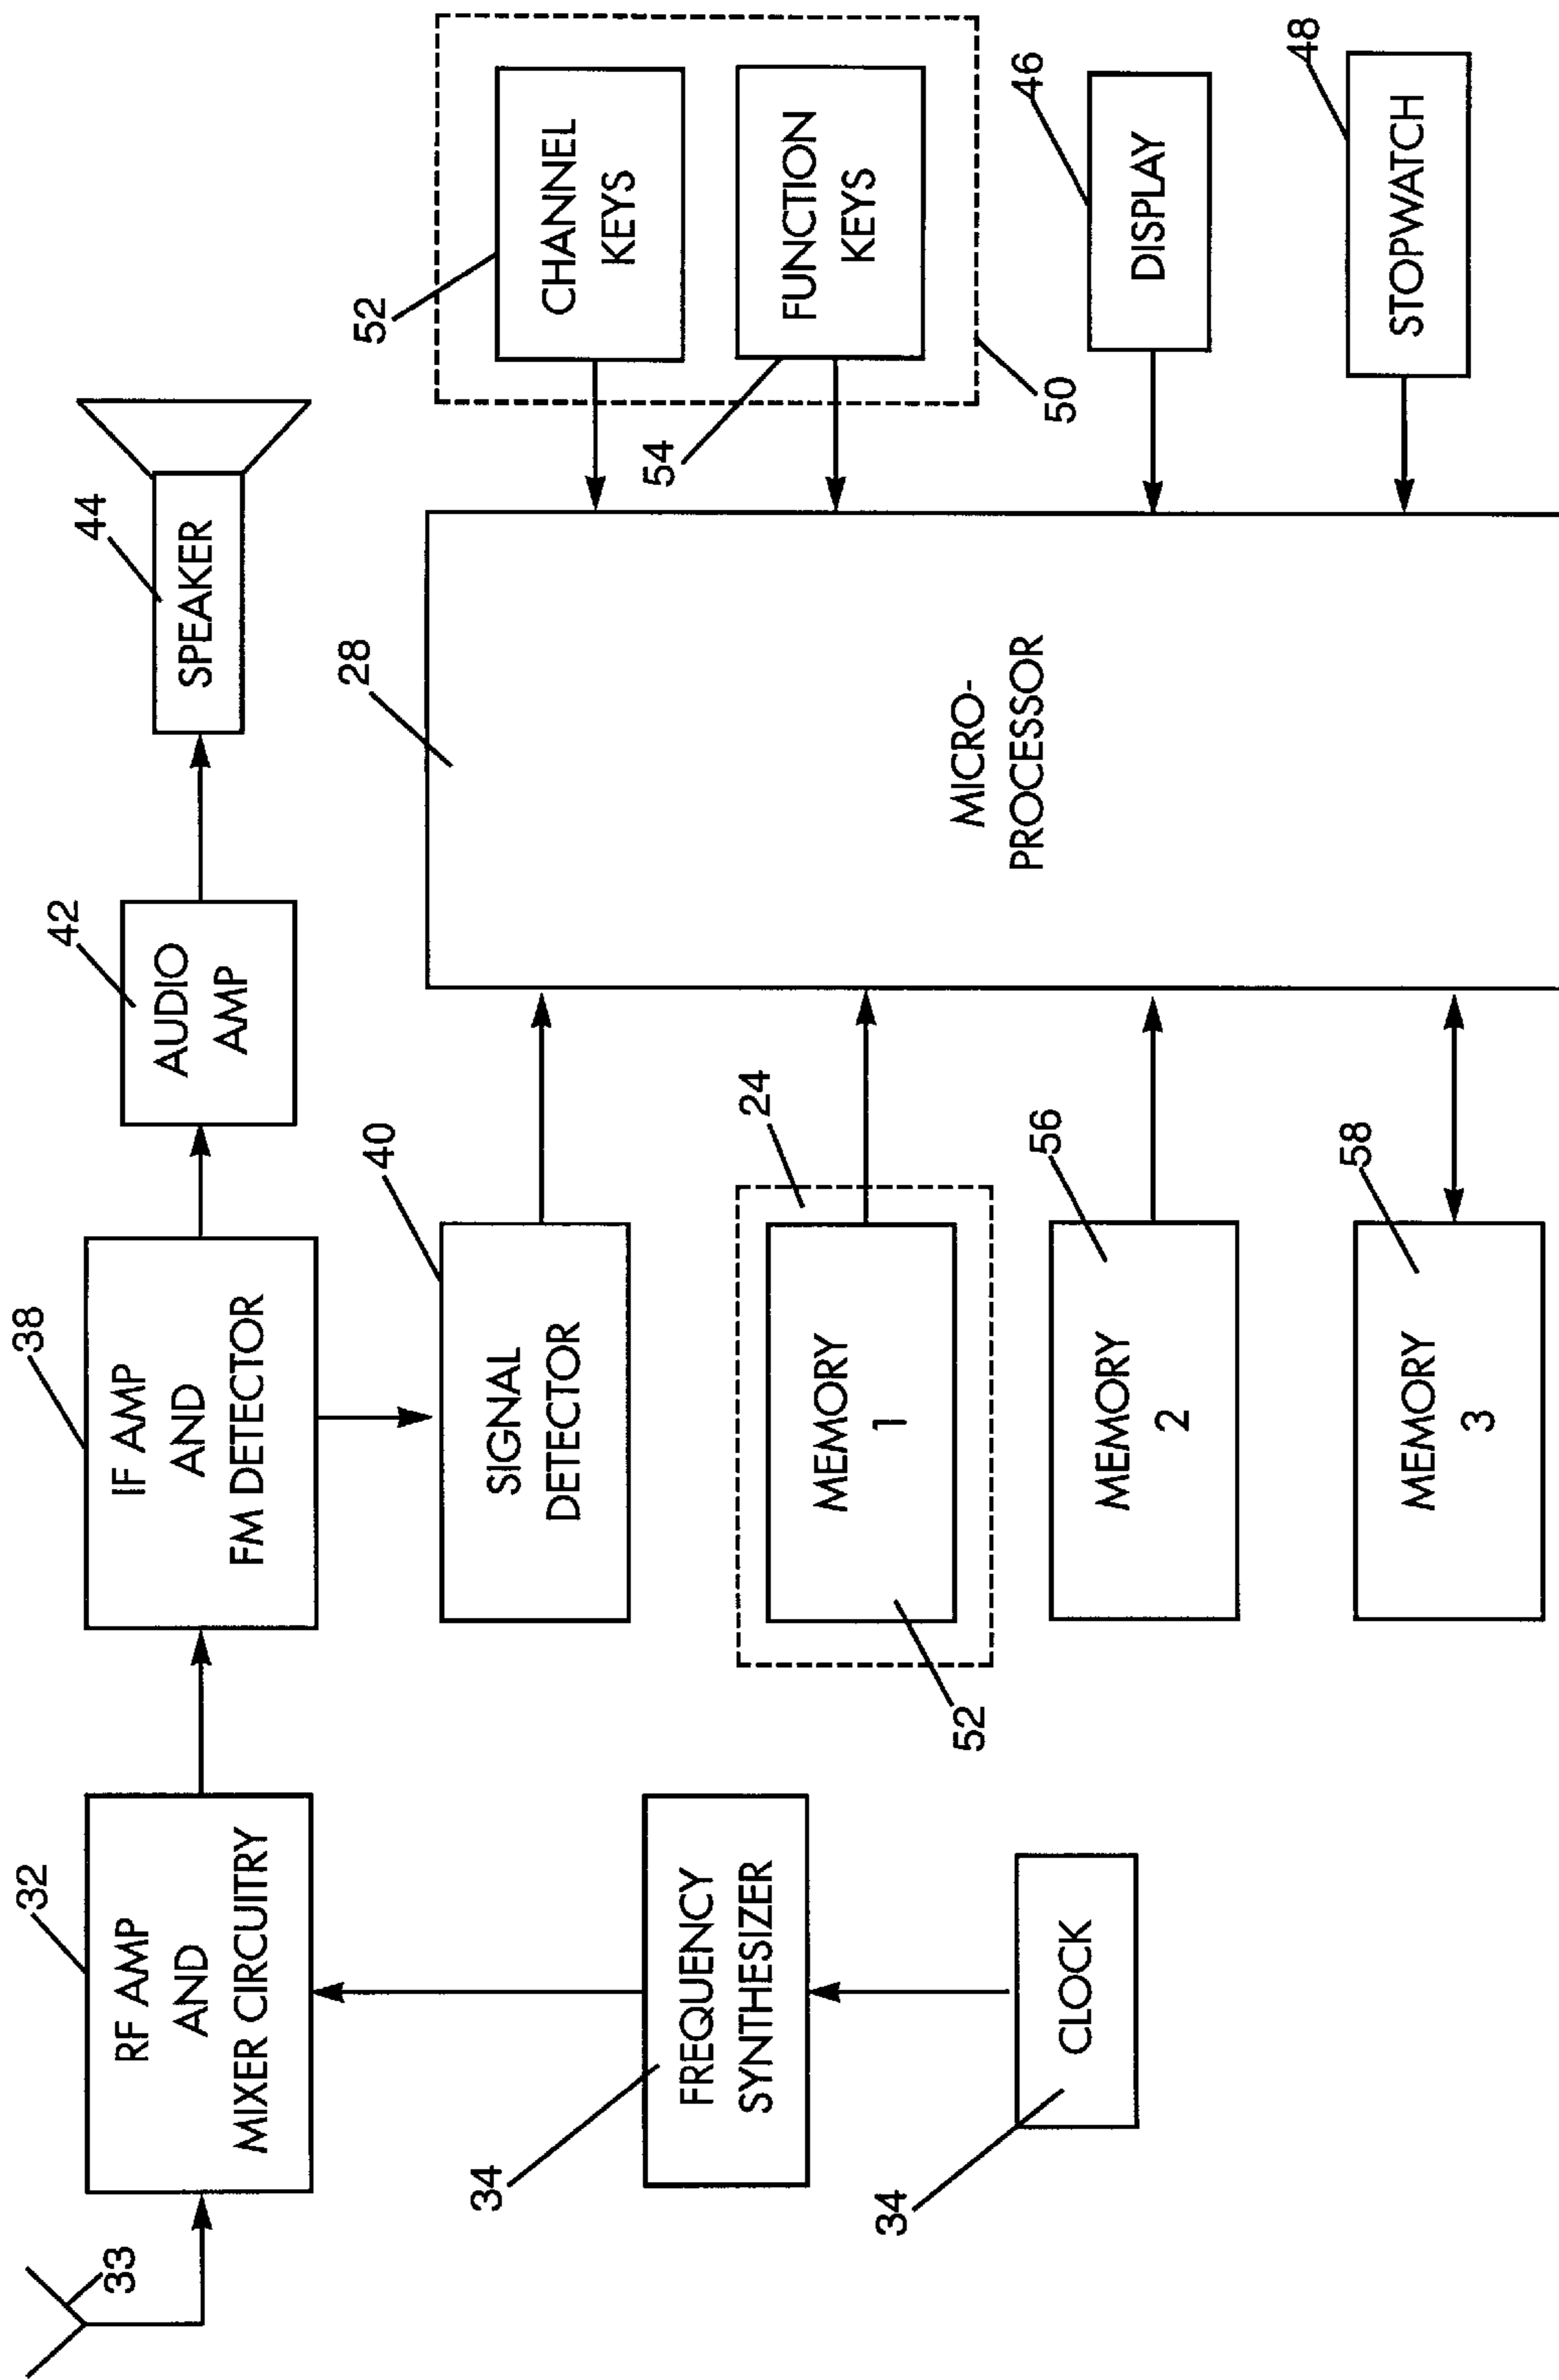 33
32
RF AMP
AND
MIXER CIRCUITRY
38
IF AMP
AND
FM DETECTOR
42
AUDIO
AMP
44
SPEAKER
34
FREQUENCY
SYNTHESIZER
34
CLOCK
40
SIGNAL
DETECTOR
24
MEMORY
1
52
56
MEMORY
2
58
MEMORY
3
28
MICRO-
PROCESSOR
52
CHANNEL
KEYS
54
FUNCTION
KEYS
50
46
DISPLAY
48
STOPWATCH